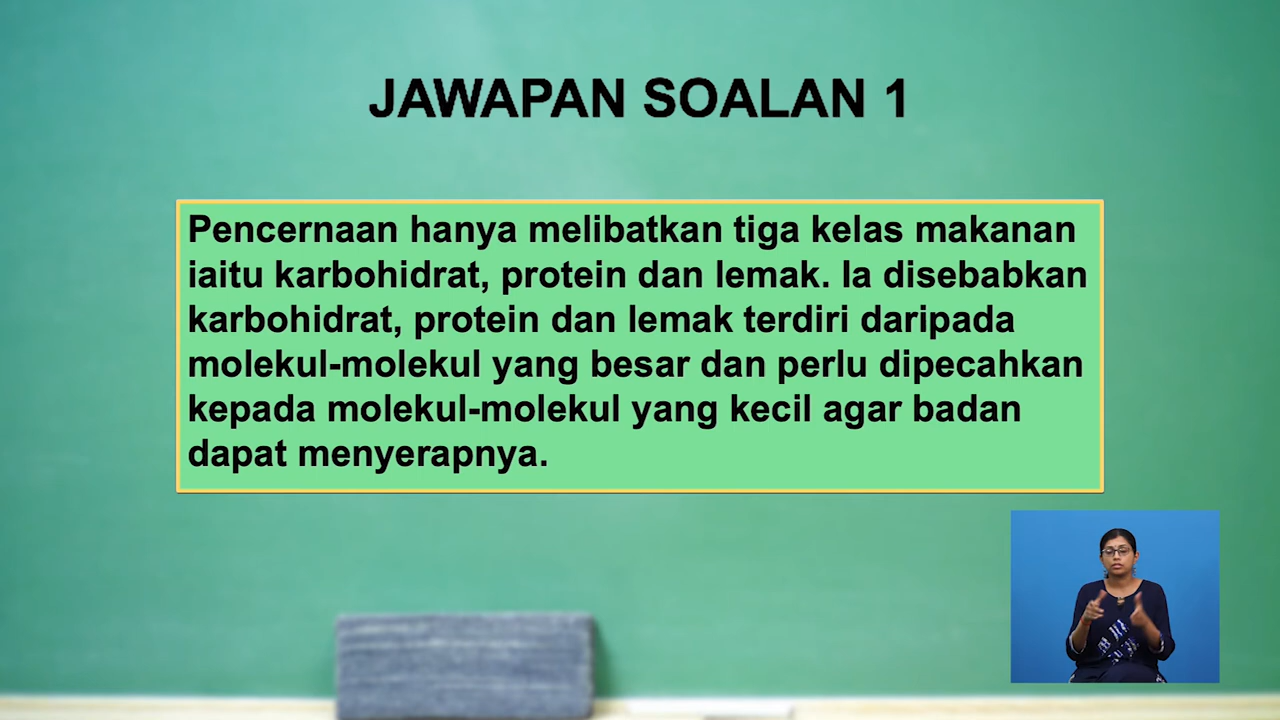 JAWAPAN SOALAN 1
Pencernaan hanya melibatkan tiga kelas makanan
iaitu karbohidrat, protein dan lemak. Ia disebabkan
karbohidrat, protein dan lemak terdiri daripada
molekul-molekul yang besar dan perlu dipecahkan
kepada molekul-molekul yang kecil agar badan
dapat menyerapnya.